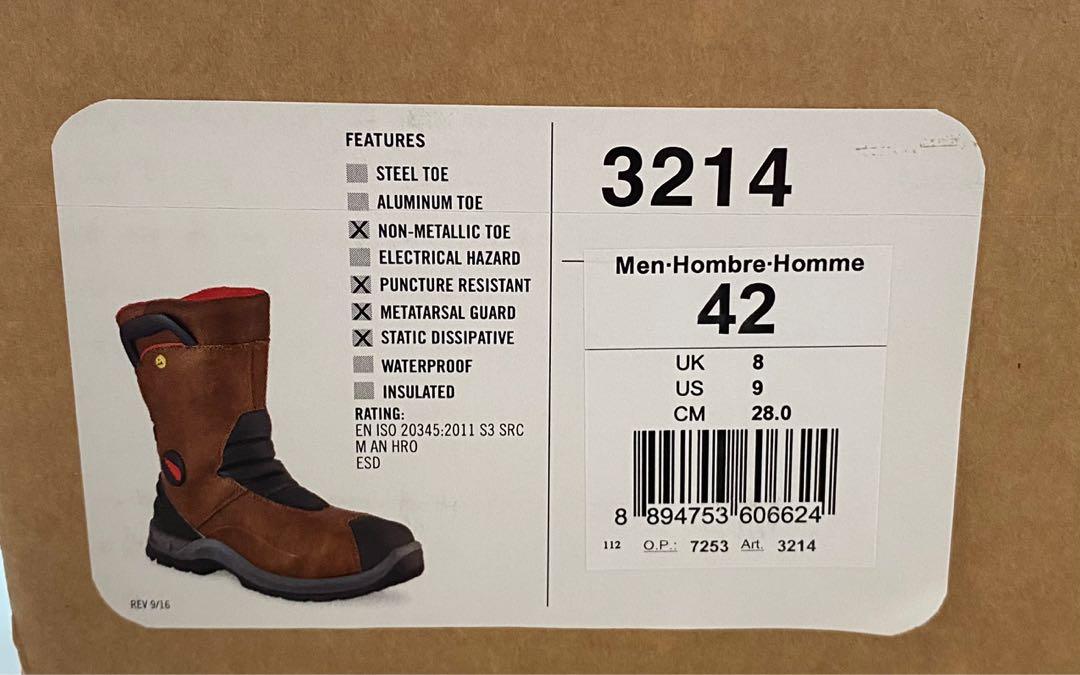 FEATURES
STEEL TOE
ALUMINUM TOE
NON-METALLIC TOE
ELECTRICAL HAZARD
PUNCTURE RESISTANT
METATARSAL GUARD
STATIC DISSIPATIVE
WATERPROOF
INSULATED
RATING:
EN ISO 20345:2011 S3 SRC
M AN HRO
ESD
REV 9/16
3214
Men·Hombre·Homme
42
UK 8
US 9
CM 28.0
8 894753 606624
112 O.P.: 7253 Art. 3214